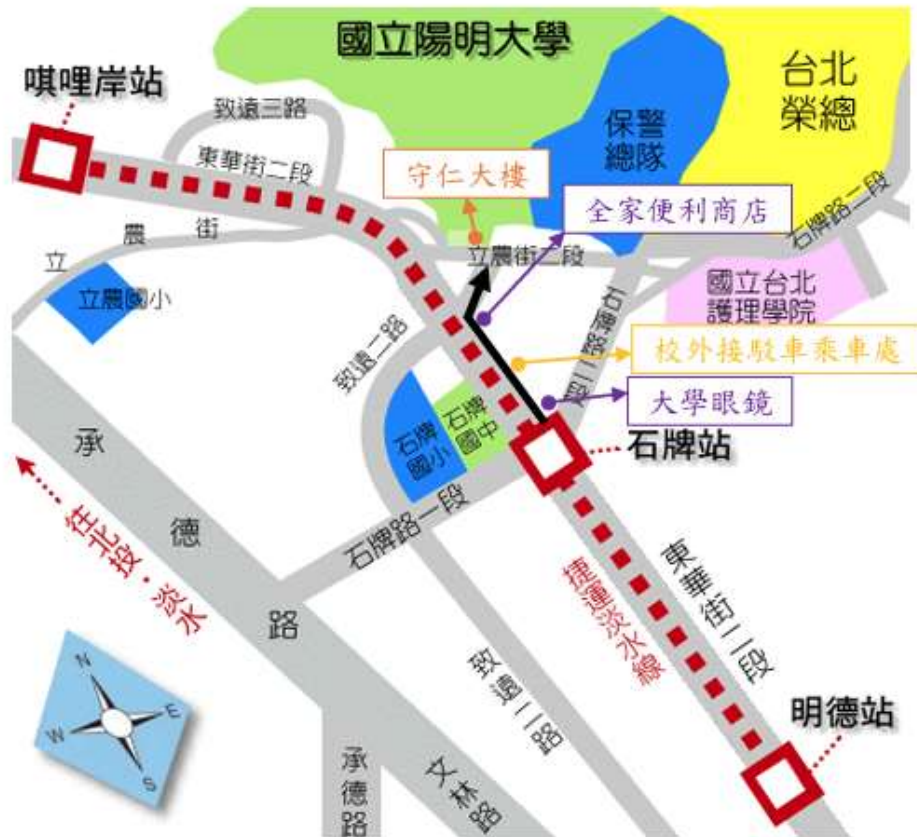 國立陽明大學
唭哩岸站
台北
榮總
致遠三路
保警
總隊
東華街二段
守仁大樓
全家便利商店
石牌路二段
立農街
立農街二段
國立台北
護理學院
立農國小
石牌路二段
致遠二路
校外接駁車乘車處
大學眼鏡
石牌
國中
石牌
國小
石牌站
承德路
石牌路一段
往北投・淡水
捷運淡水線
東華街二段
致遠二路
明德站
N
E
W
S
承德路
文林路